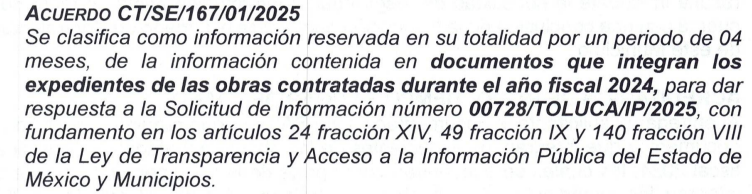 ACUERDO CT/SE/167/01/2025
Se clasifica como información reservada en su totalidad por un periodo de 04
meses, de la información contenida en documentos que integran los
expedientes de las obras contratadas durante el año fiscal 2024, para dar
respuesta a la Solicitud de Información número 00728/TOLUCA/IP/2025, con
fundamento en los artículos 24 fracción XIV, 49 fracción IX y 140 fracción VIII
de la Ley de Transparencia y Acceso a la Información Pública del Estado de
México y Municipios.